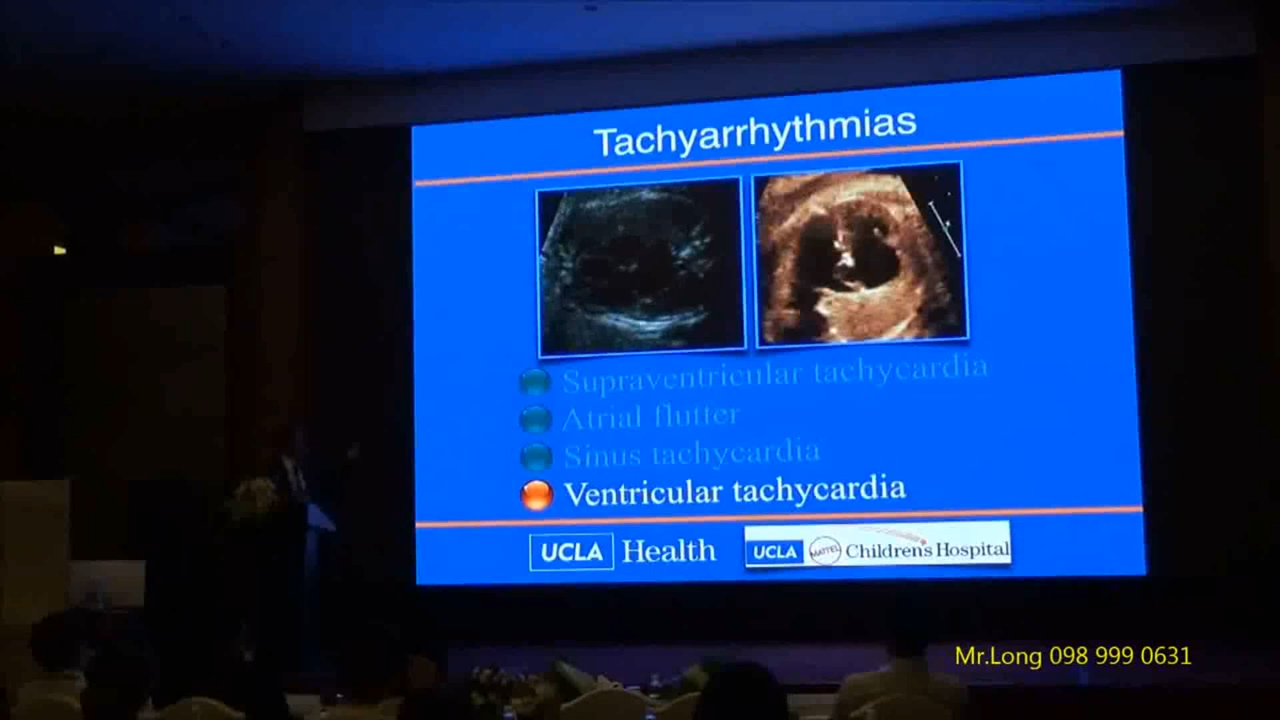 Tachyarrhythmias
Supraventricular tachycardia
Atrial flutter
Sinus tachycardia
Ventricular tachycardia
UCLA Health
UCLA MATTEL Children's Hospital
Mr.Long 098 999 0631